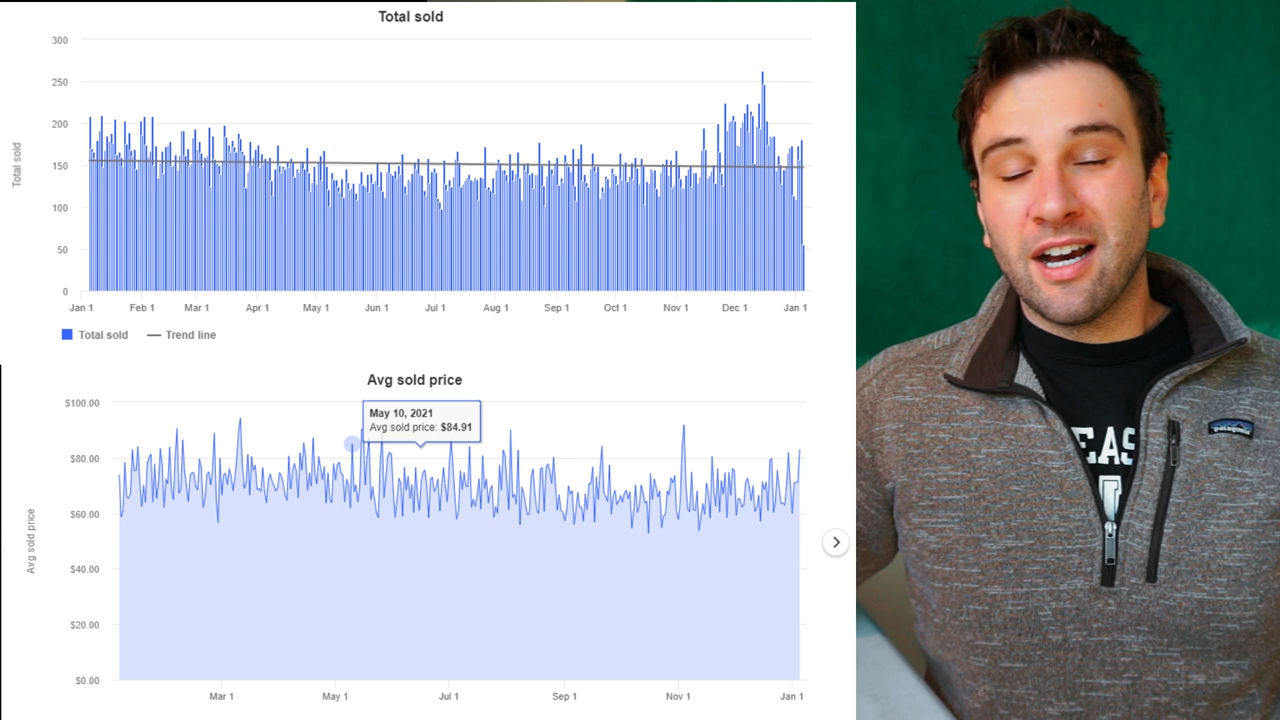 Total sold
300
250
200
150
100
50
0
Total sold
Jan 1 Feb 1 Mar 1 Apr 1 May 1 Jun 1 Jul 1 Aug 1 Sep 1 Oct 1 Nov 1 Dec 1 Jan 1
Total sold Trend line
Avg sold price
$100.00
$80.00
$60.00
$40.00
$20.00
$0.00
Avg sold price
May 10, 2021
Avg sold price: $84.91
Mar 1 May 1 Jul 1 Sep 1 Nov 1 Jan 1
EAS
patagonia